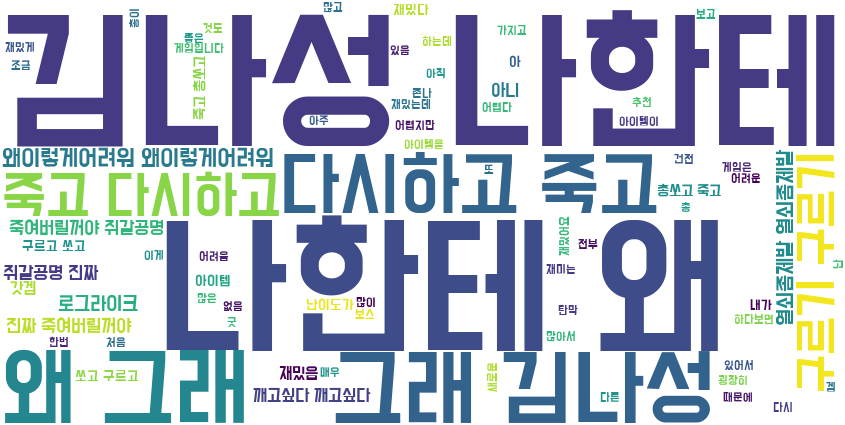 김나성 나한테
재밌게
조금
총이
좋은
것도
게임입니다
죽고 총쏘고
많고
재밌다
있음
하는데
아직
존나
재밌는데
아주
어렵지만
아이템을
보고
가지고
아
아니
어렵다
추천
아이템이
왜이렇게어려워 왜이렇게어려워
죽고 다시하고
다시하고 죽고
또
건전
게임은
어려운
총쏘고 죽고
총
열쇠좀제발 열쇠좀제발
구르기 구르기
죽여버릴꺼야 쥐갈공명
구르고 쏘고
쥐갈공명 진짜
갓겜
로그라이크
진짜 죽여버릴꺼야
한번
처음
이게
어려움
아이템
많은
없음
굿
나한테 왜
난이도가
많이
보스
재밌어요
전부
재미는
탄막
많아서
난
내가
하다보면
왜 그래
쏘고 구르고
재밌음
매우
깨고싶다 깨고싶다
그래 김나성
새로운
다른
있어서
굉장히
때문에
다시
겜